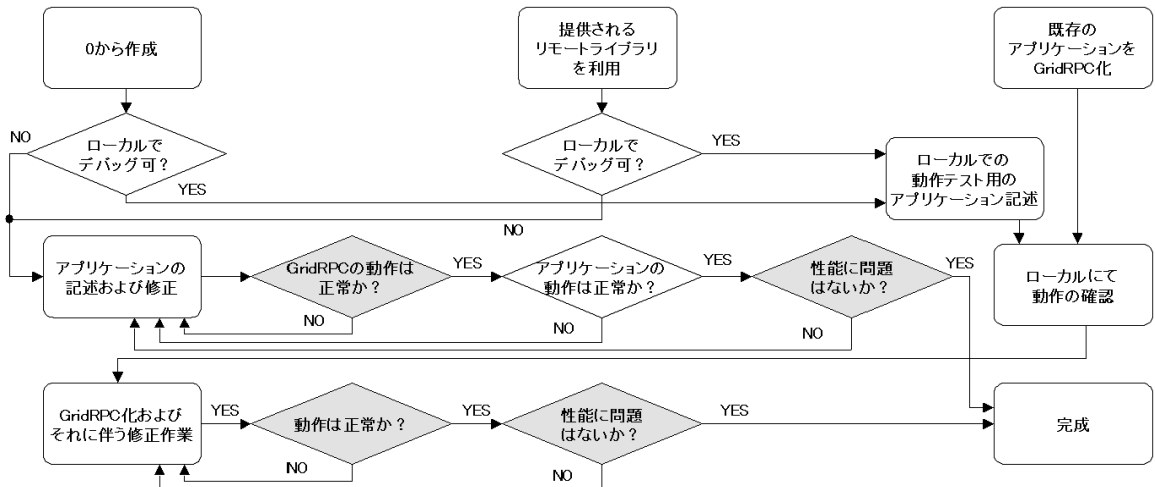 0から作成
提供される
リモートライブラリ
を利用
既存の
アプリケーションを
GridRPC化
NO
ローカルで
デバッグ可?
YES
ローカルで
デバッグ可?
YES
ローカルでの
動作テスト用の
アプリケーション記述
NO
アプリケーションの
記述および修正
GridRPCの動作は
正常か?
YES
NO
アプリケーションの
動作は正常か?
YES
NO
性能に問題
はないか?
YES
NO
ローカルにて
動作の確認
GridRPC化および
それに伴う修正作業
YES
動作は正常か?
YES
NO
性能に問題
はないか?
YES
NO
完成